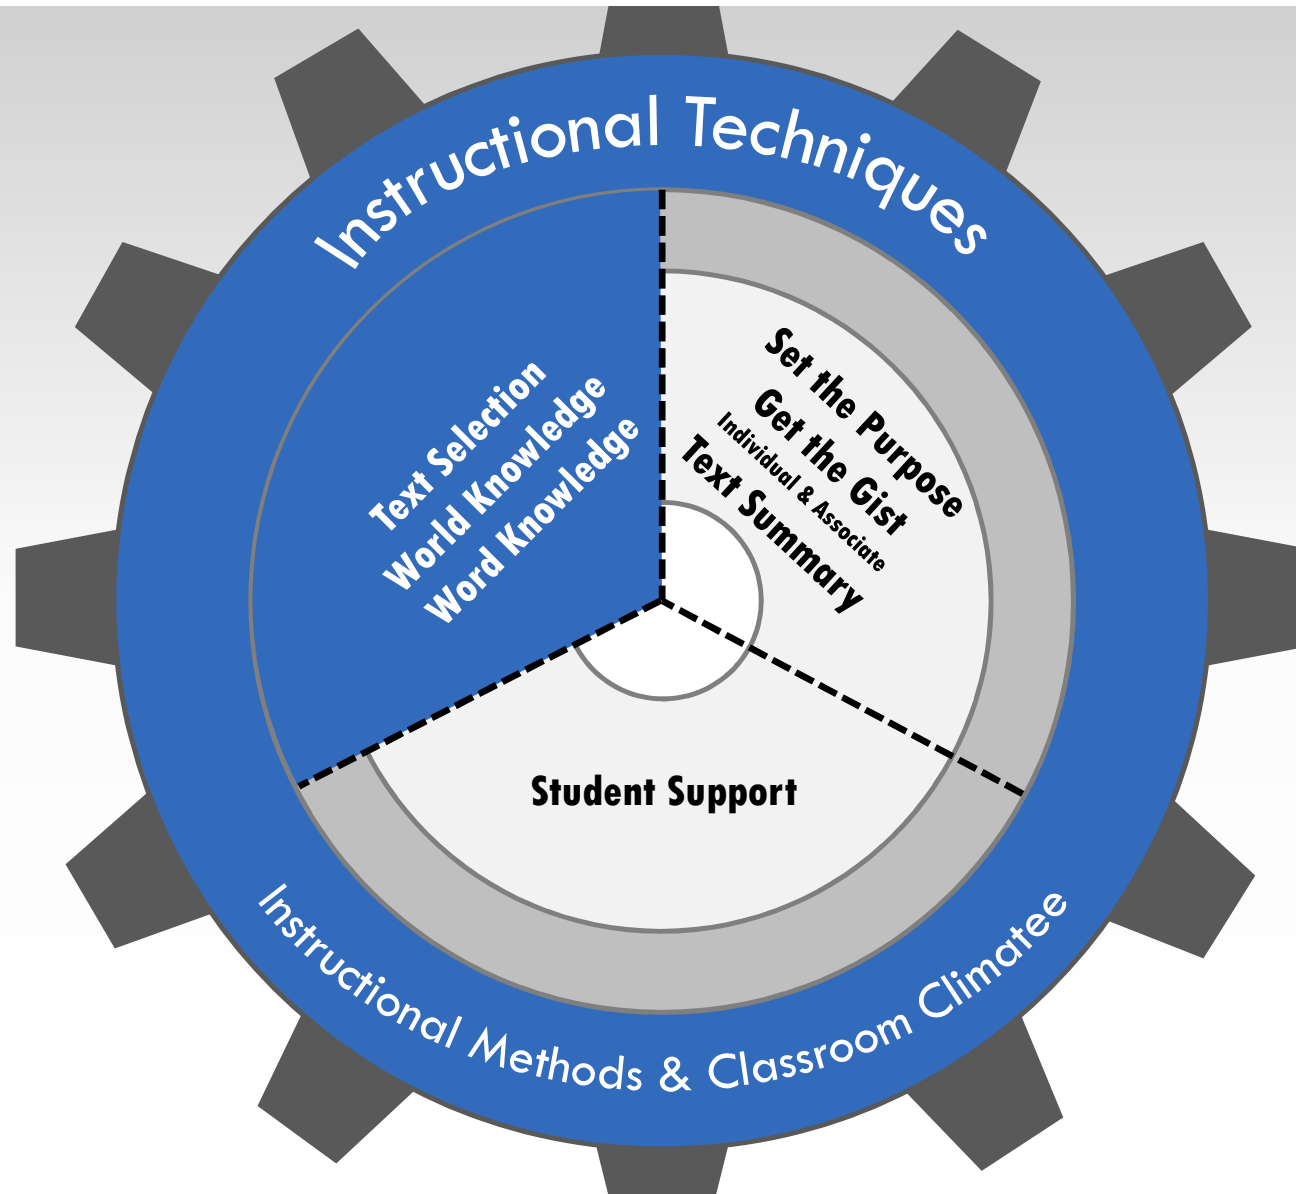 Instructional Techniques
Text Selection
World Knowledge
Word Knowledge
Set the Purpose
Get the Gist
Individual & Associate
Text Summary
Student Support
Instructional Methods & Classroom Climatee